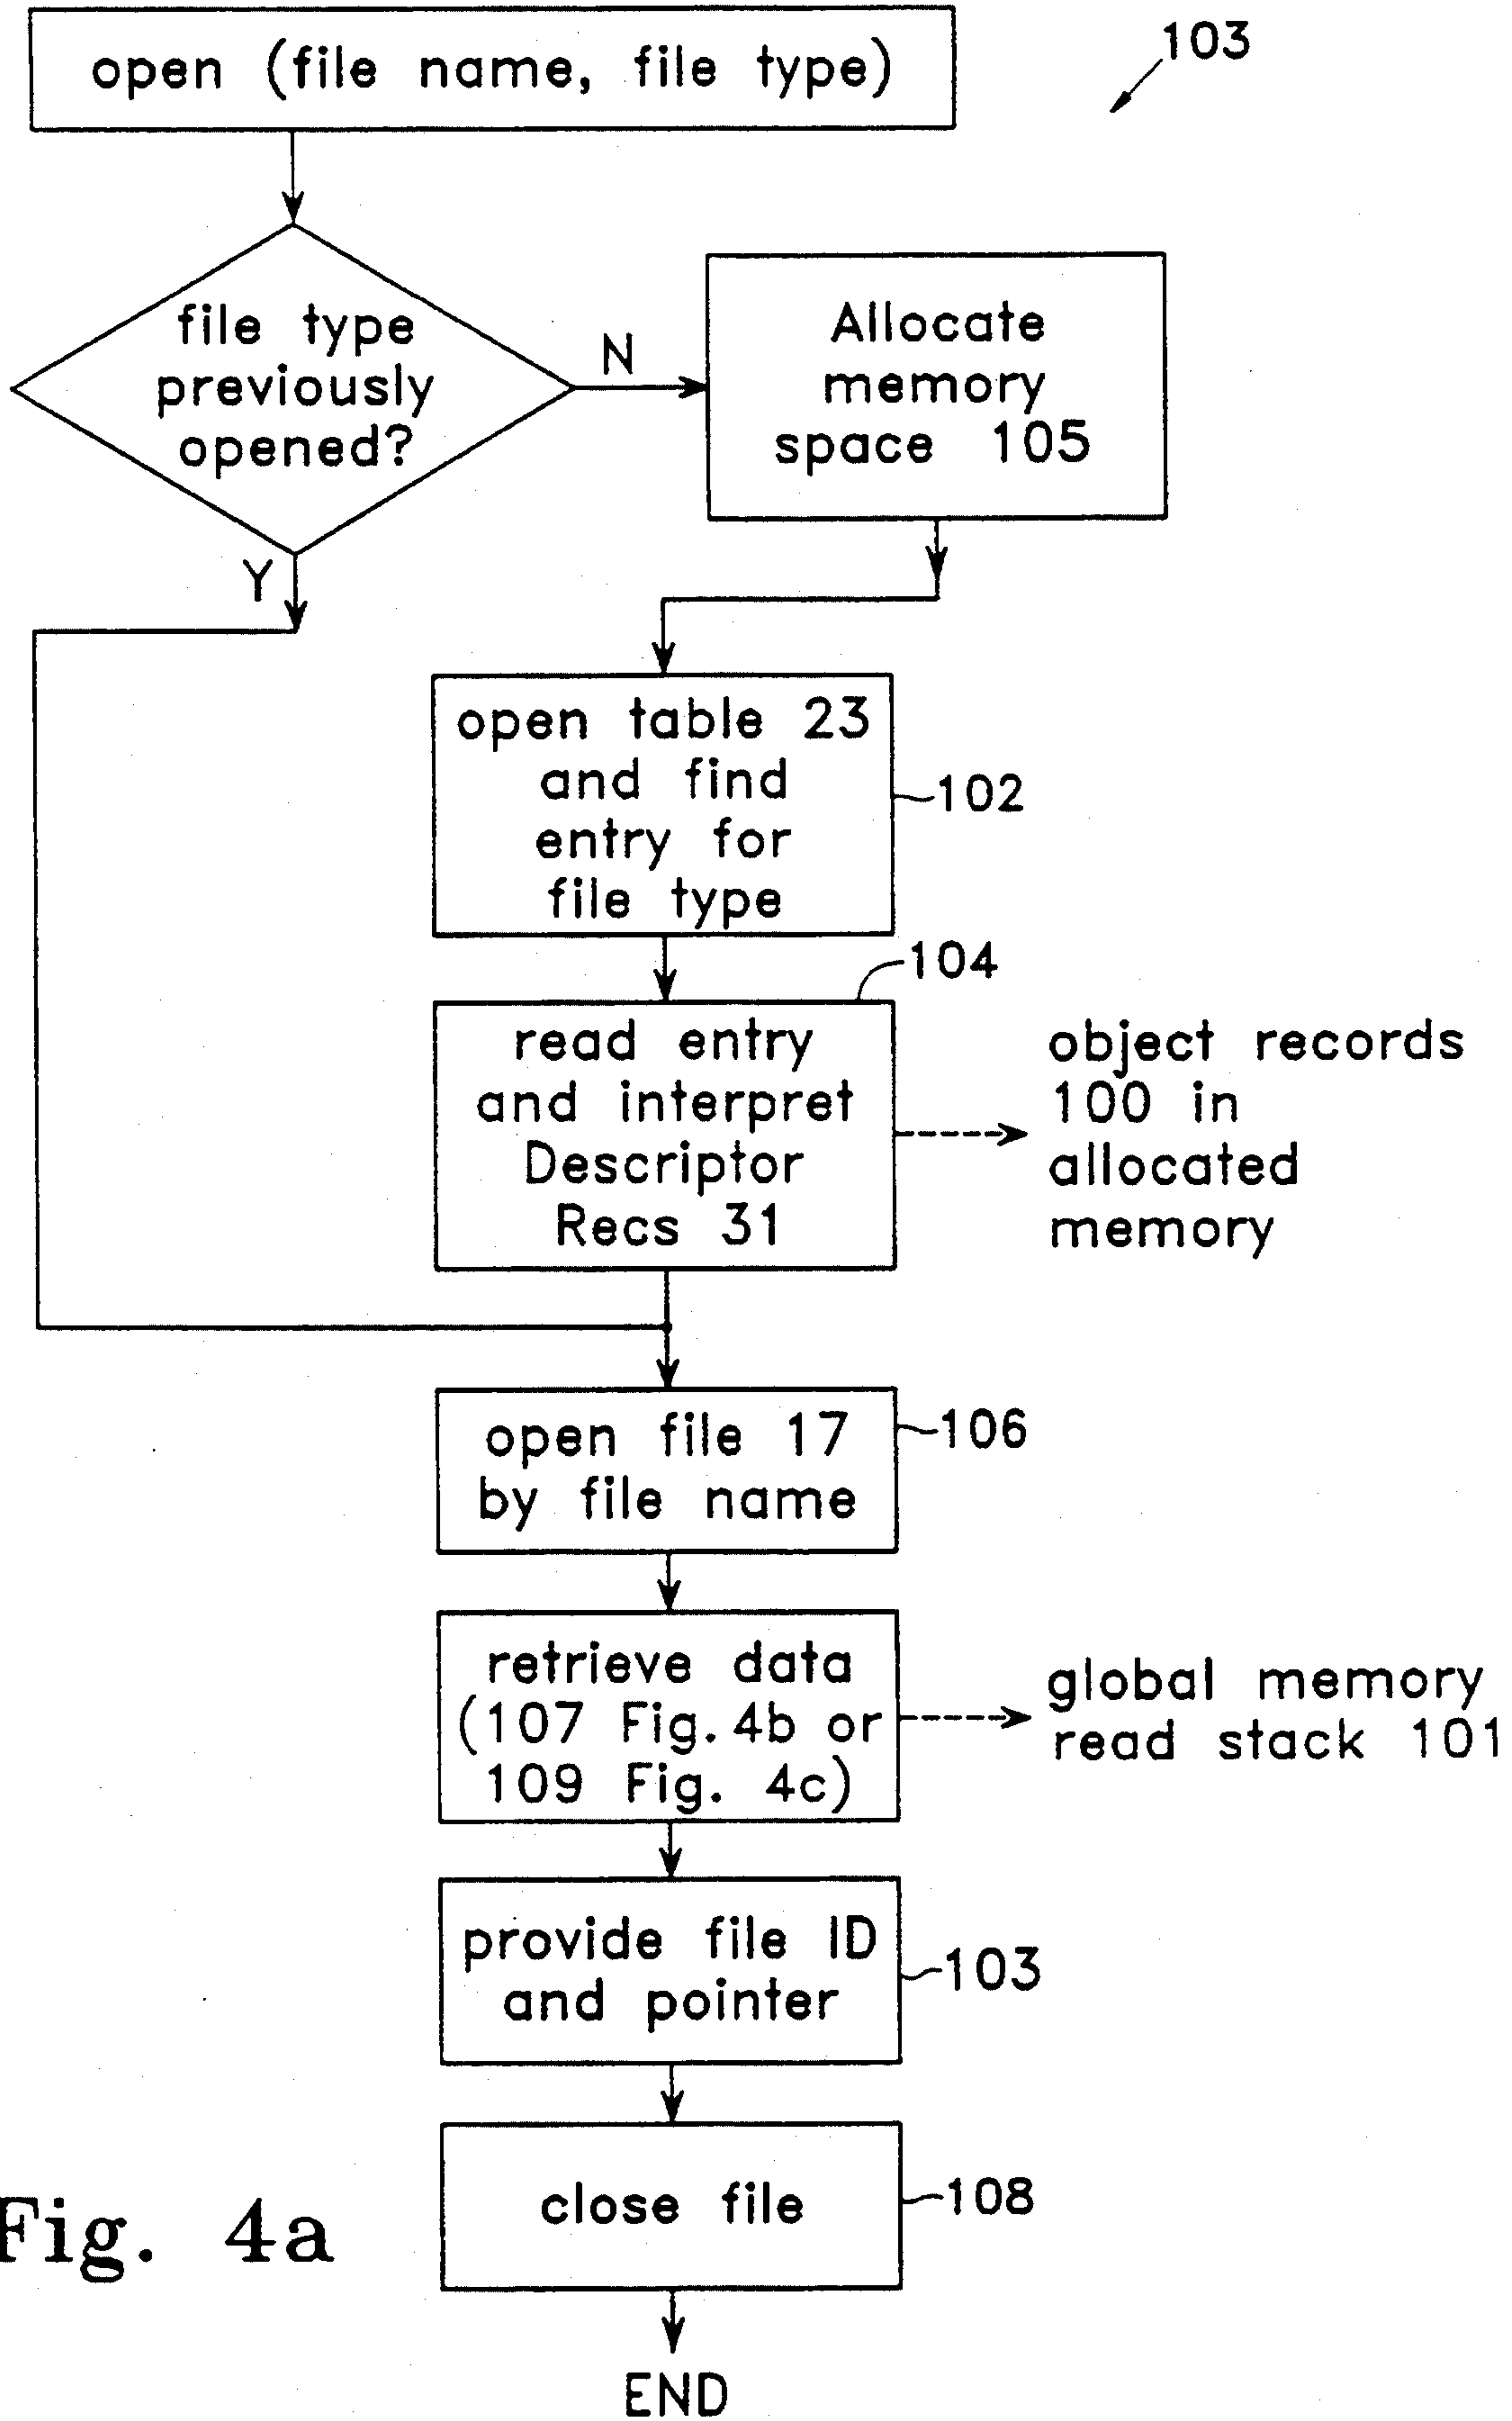 open (file name, file type)
103
file type
previously
opened?
N
Allocate
memory
space 105
Y
open table 23
and find
entry for
file type
102
104
read entry
and interpret
Descriptor
Recs 31
object records
100 in
allocated
memory
open file 17
by file name
106
retrieve data
(107 Fig. 4b or
109 Fig. 4c)
global memory
read stack 101
provide file ID
and pointer
103
close file
108
Fig. 4a
END